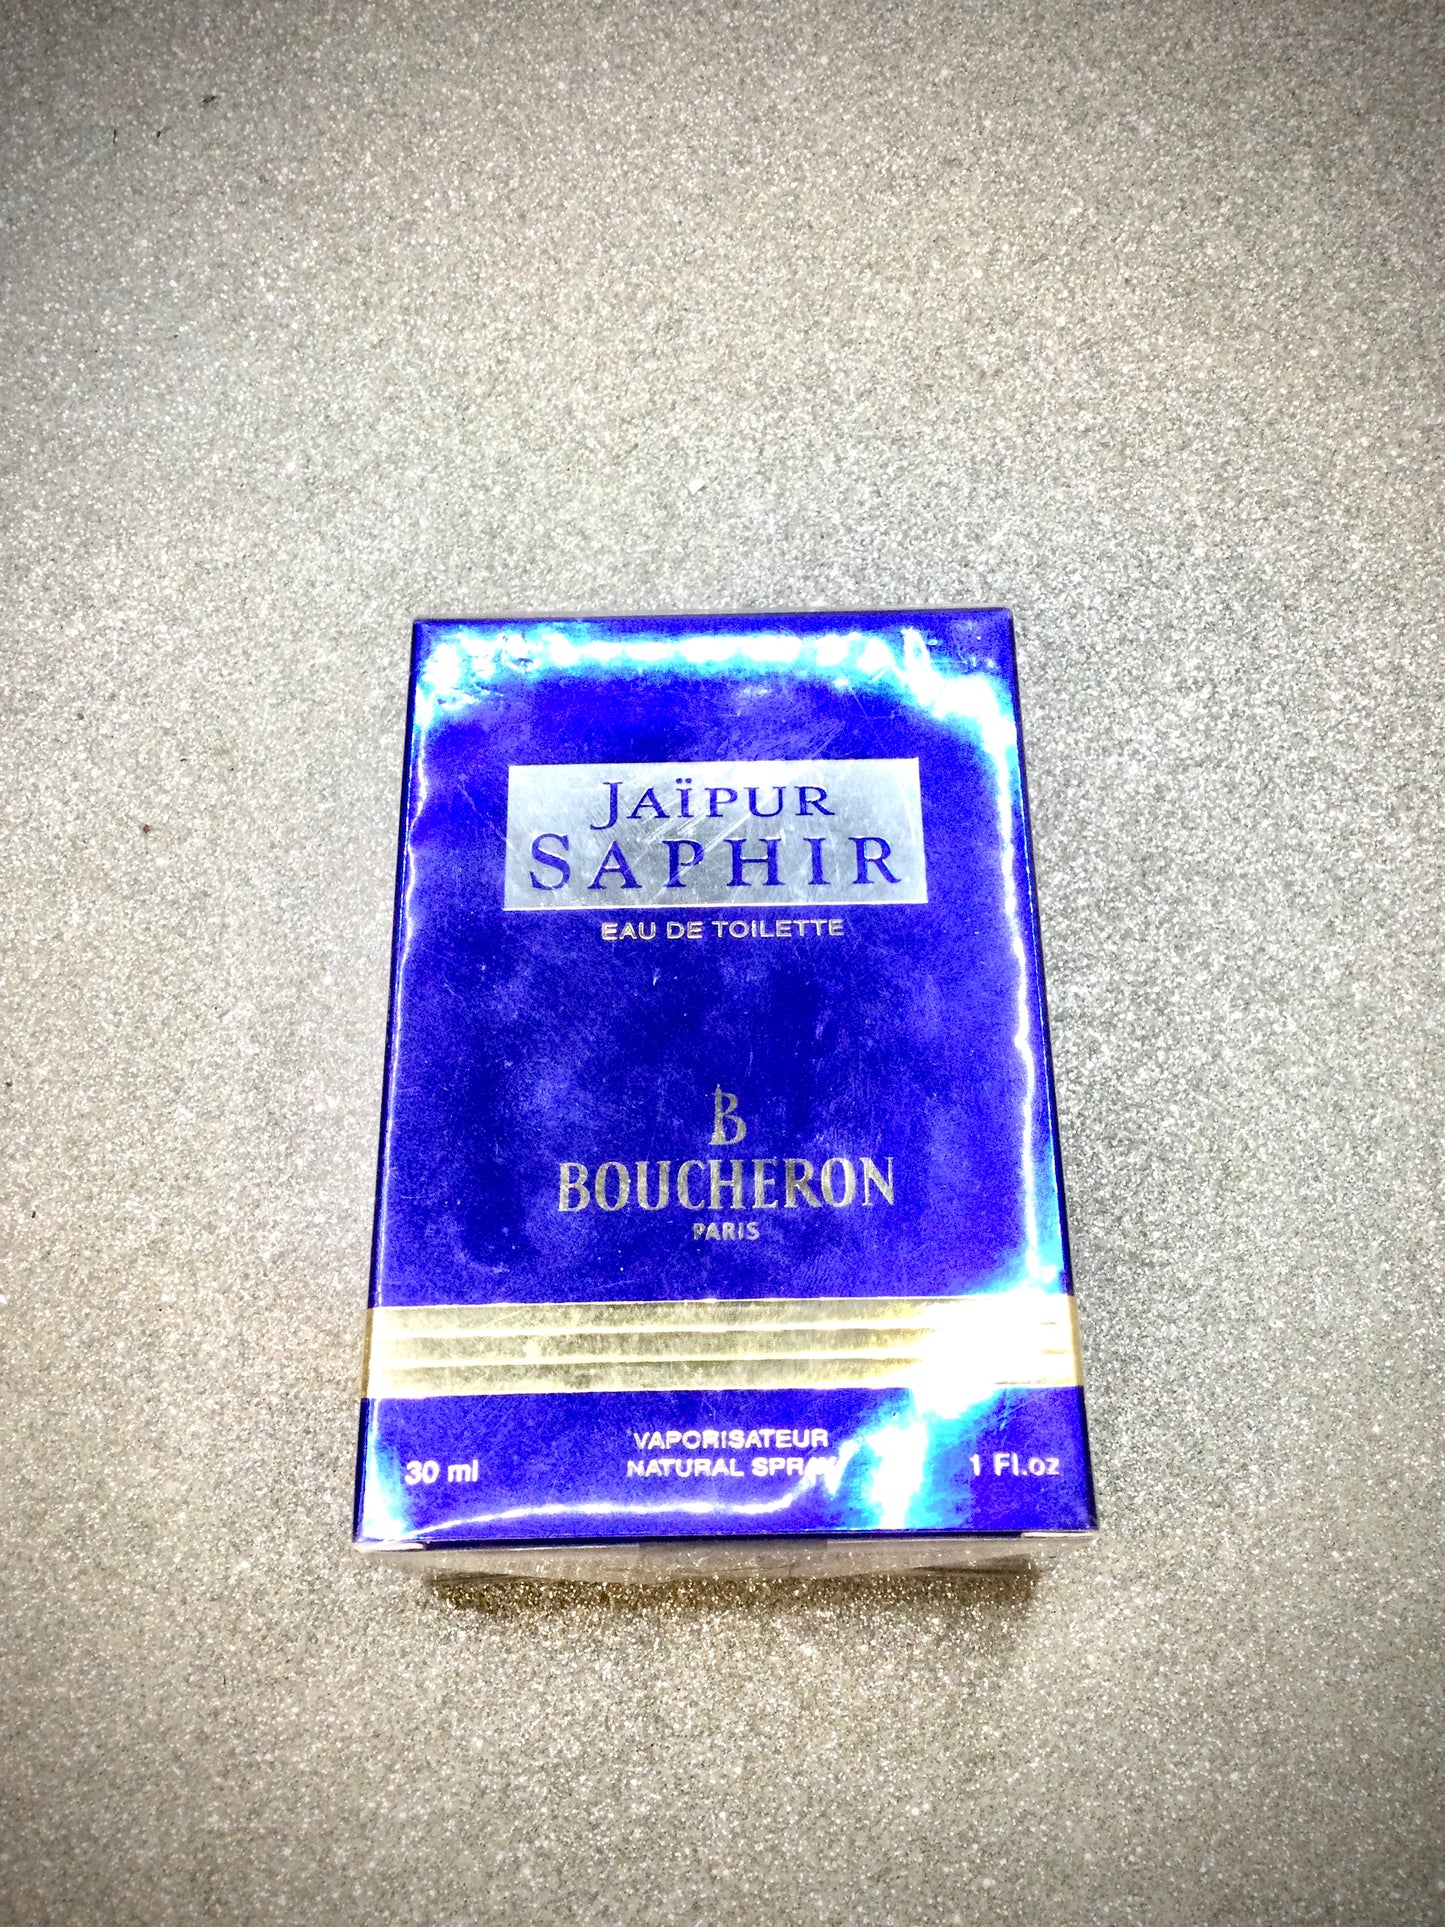 JAÏPUR
SAPHIR
EAU DE TOILETTE
B
BOUCHERON
PARIS
VAPORISATEUR
30 ml NATURAL SPRAY 1 Fl.oz